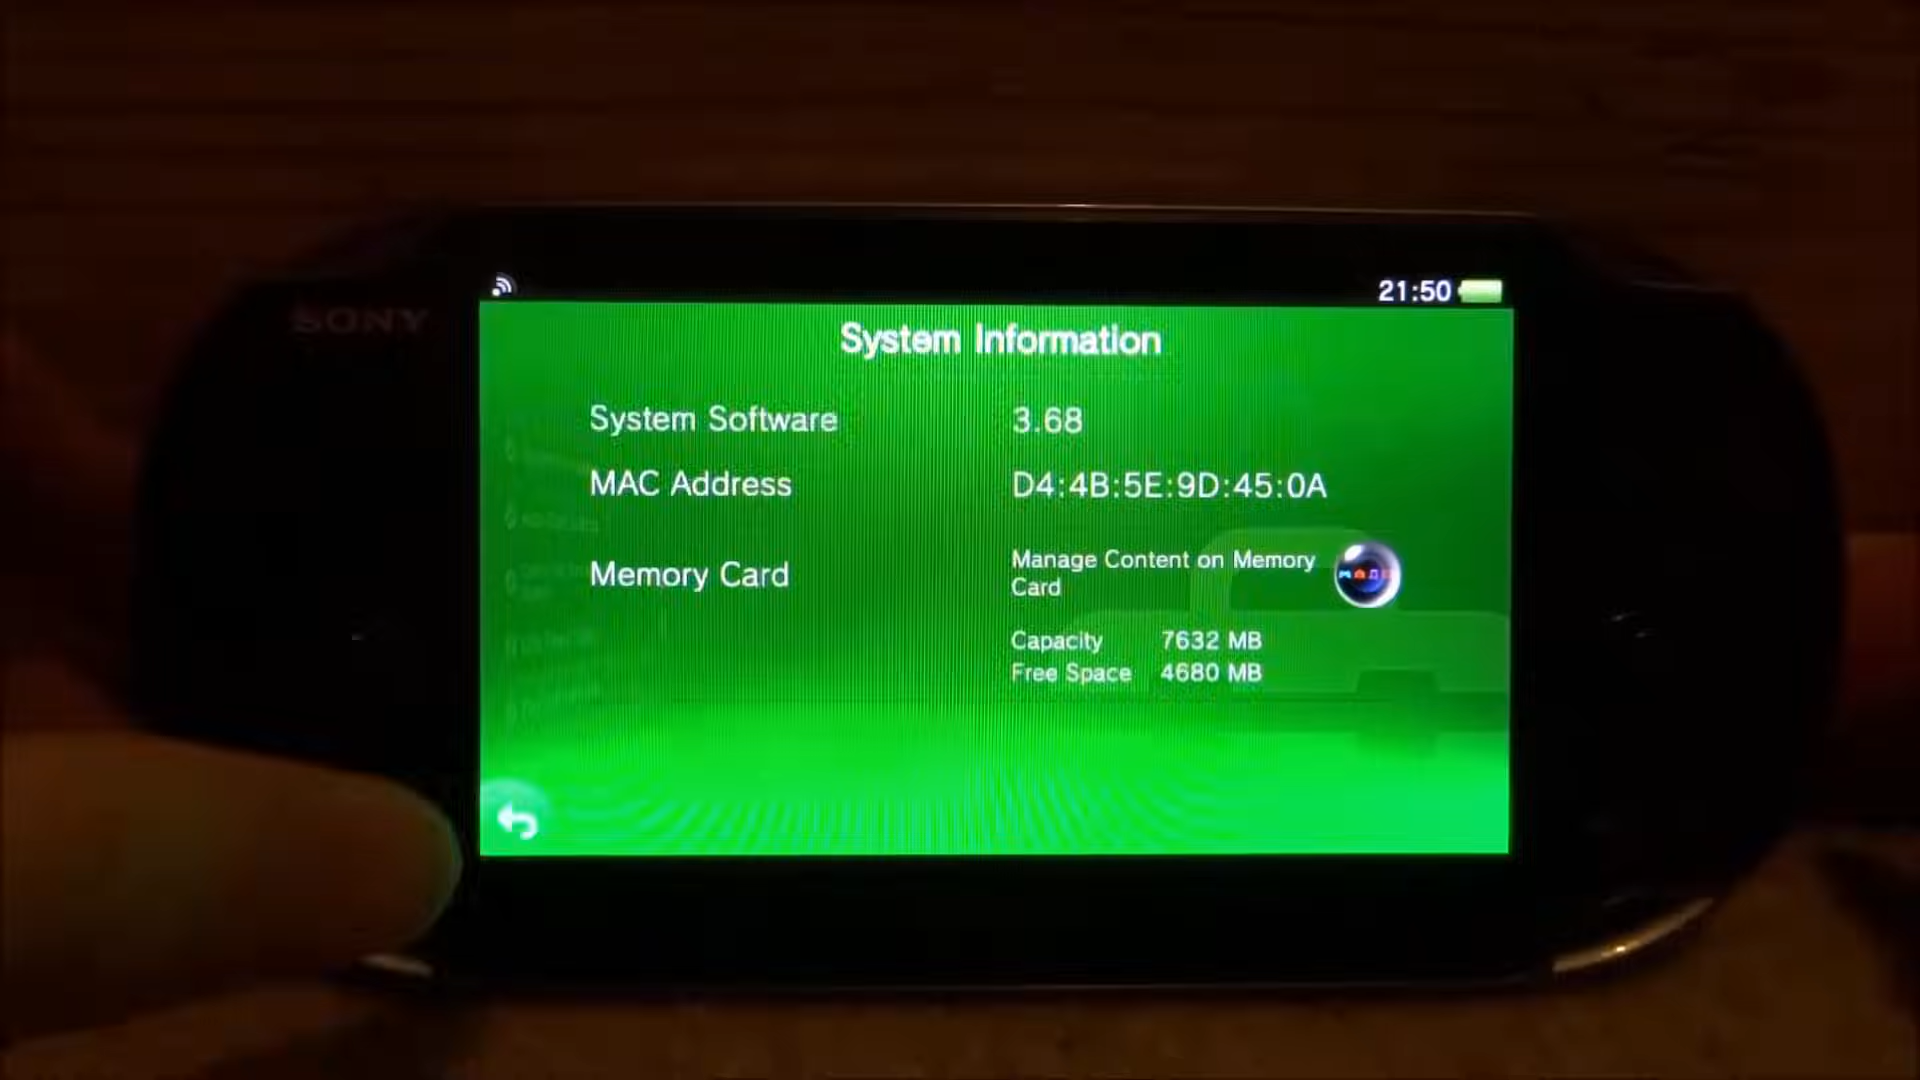 21:50
SONY
System Information
System Software 3.68
MAC Address D4:4B:5E:9D:45:0A
Memory Card
Manage Content on Memory
Card
Capacity 7632 MB
Free Space 4680 MB